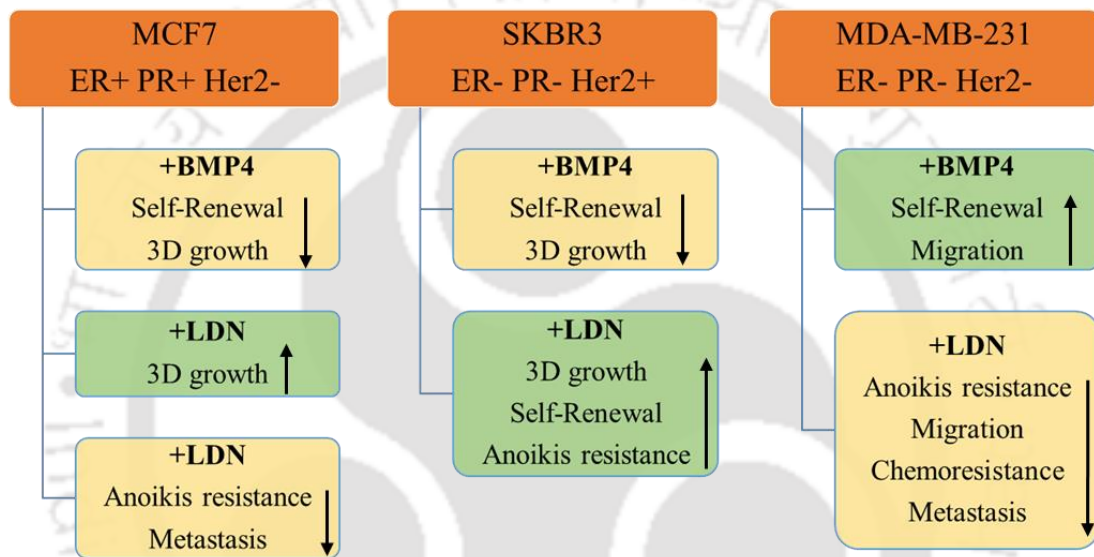 MCF7
ER+ PR+ Her2-
+BMP4
Self-Renewal
3D growth
+LDN
3D growth
+LDN
Anoikis resistance
Metastasis
SKBR3
ER- PR- Her2+
+BMP4
Self-Renewal
3D growth
+LDN
3D growth
Self-Renewal
Anoikis resistance
MDA-MB-231
ER- PR- Her2-
+BMP4
Self-Renewal
Migration
+LDN
Anoikis resistance
Migration
Chemoresistance
Metastasis